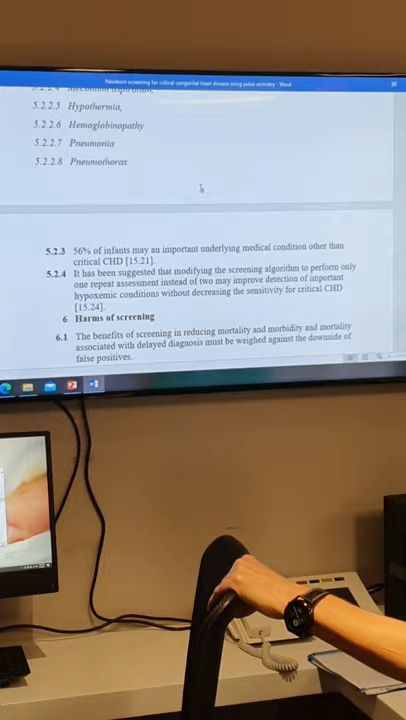 Newborn screening for critical congenital heart disease using pulse oximetry - Word
5.2.2.4 Meconium aspiration,
5.2.2.5 Hypothermia,
5.2.2.6 Hemoglobinopathy
5.2.2.7 Pneumonia
5.2.2.8 Pneumothorax
5.2.3 56% of infants may an important underlying medical condition other than
critical CHD [15.21].
5.2.4 It has been suggested that modifying the screening algorithm to perform only
one repeat assessment instead of two may improve detection of important
hypoxemic conditions without decreasing the sensitivity for critical CHD
[15.24].
6 Harms of screening
6.1 The benefits of screening in reducing mortality and morbidity and mortality
associated with delayed diagnosis must be weighed against the downside of
false positives.